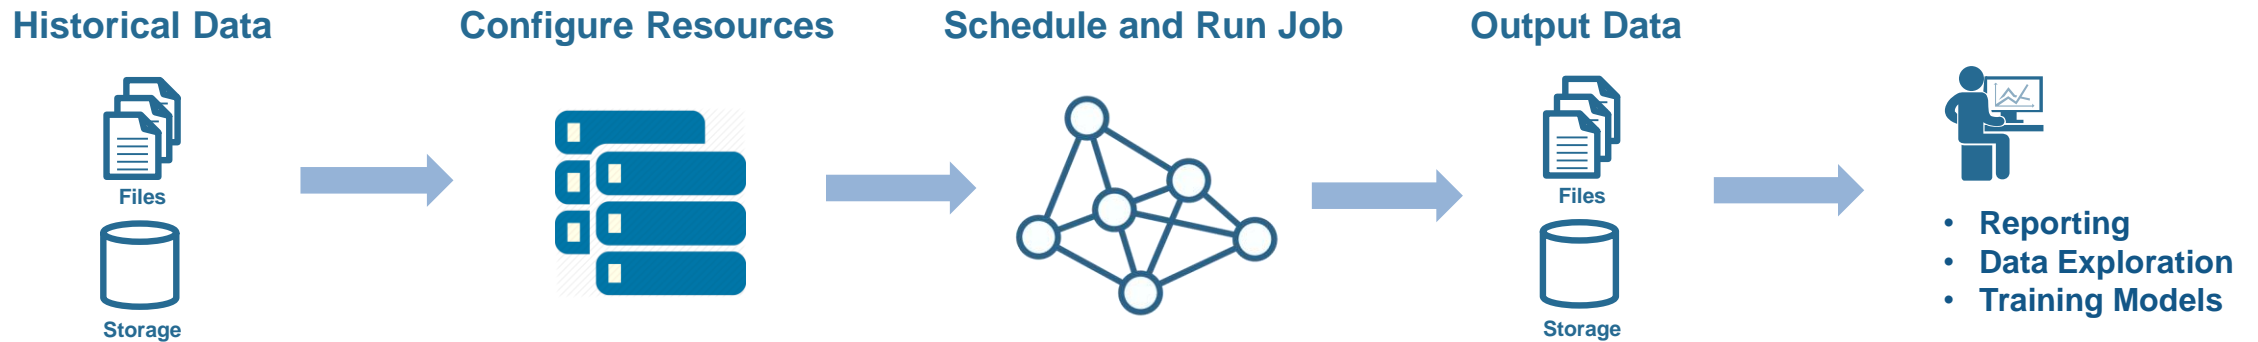 Historical Data
Configure Resources
Schedule and Run Job
Output Data
Files
Storage
Files
Storage
• Reporting
• Data Exploration
• Training Models